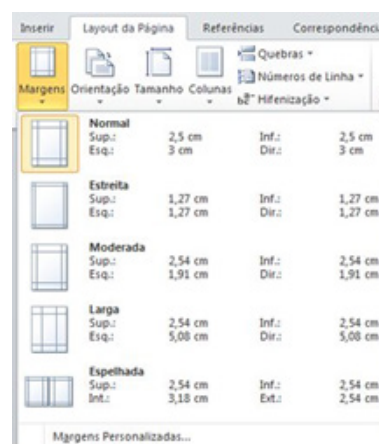 Inserir Layout da Página Referências Correspondênci
Quebras
Números de Linha
Margens Orientação Tamanho Colunas
bc Hifenização
Normal
Sup.: 2,5 cm Inf.: 2,5 cm
Esq.: 3 cm Dir.: 3 cm
Estreita
Sup.: 1,27 cm Inf.: 1,27 cm
Esq.: 1,27 cm Dir.: 1,27 cm
Moderada
Sup.: 2,54 cm Inf.: 2,54 cm
Esq.: 1,91 cm Dir.: 1,91 cm
Larga
Sup.: 2,54 cm Inf.: 2,54 cm
Esq.: 5,08 cm Dir.: 5,08 cm
Espelhada
Sup.: 2,54 cm Inf.: 2,54 cm
Int.: 3,18 cm Ext.: 2,54 cm
Margens Personalizadas...